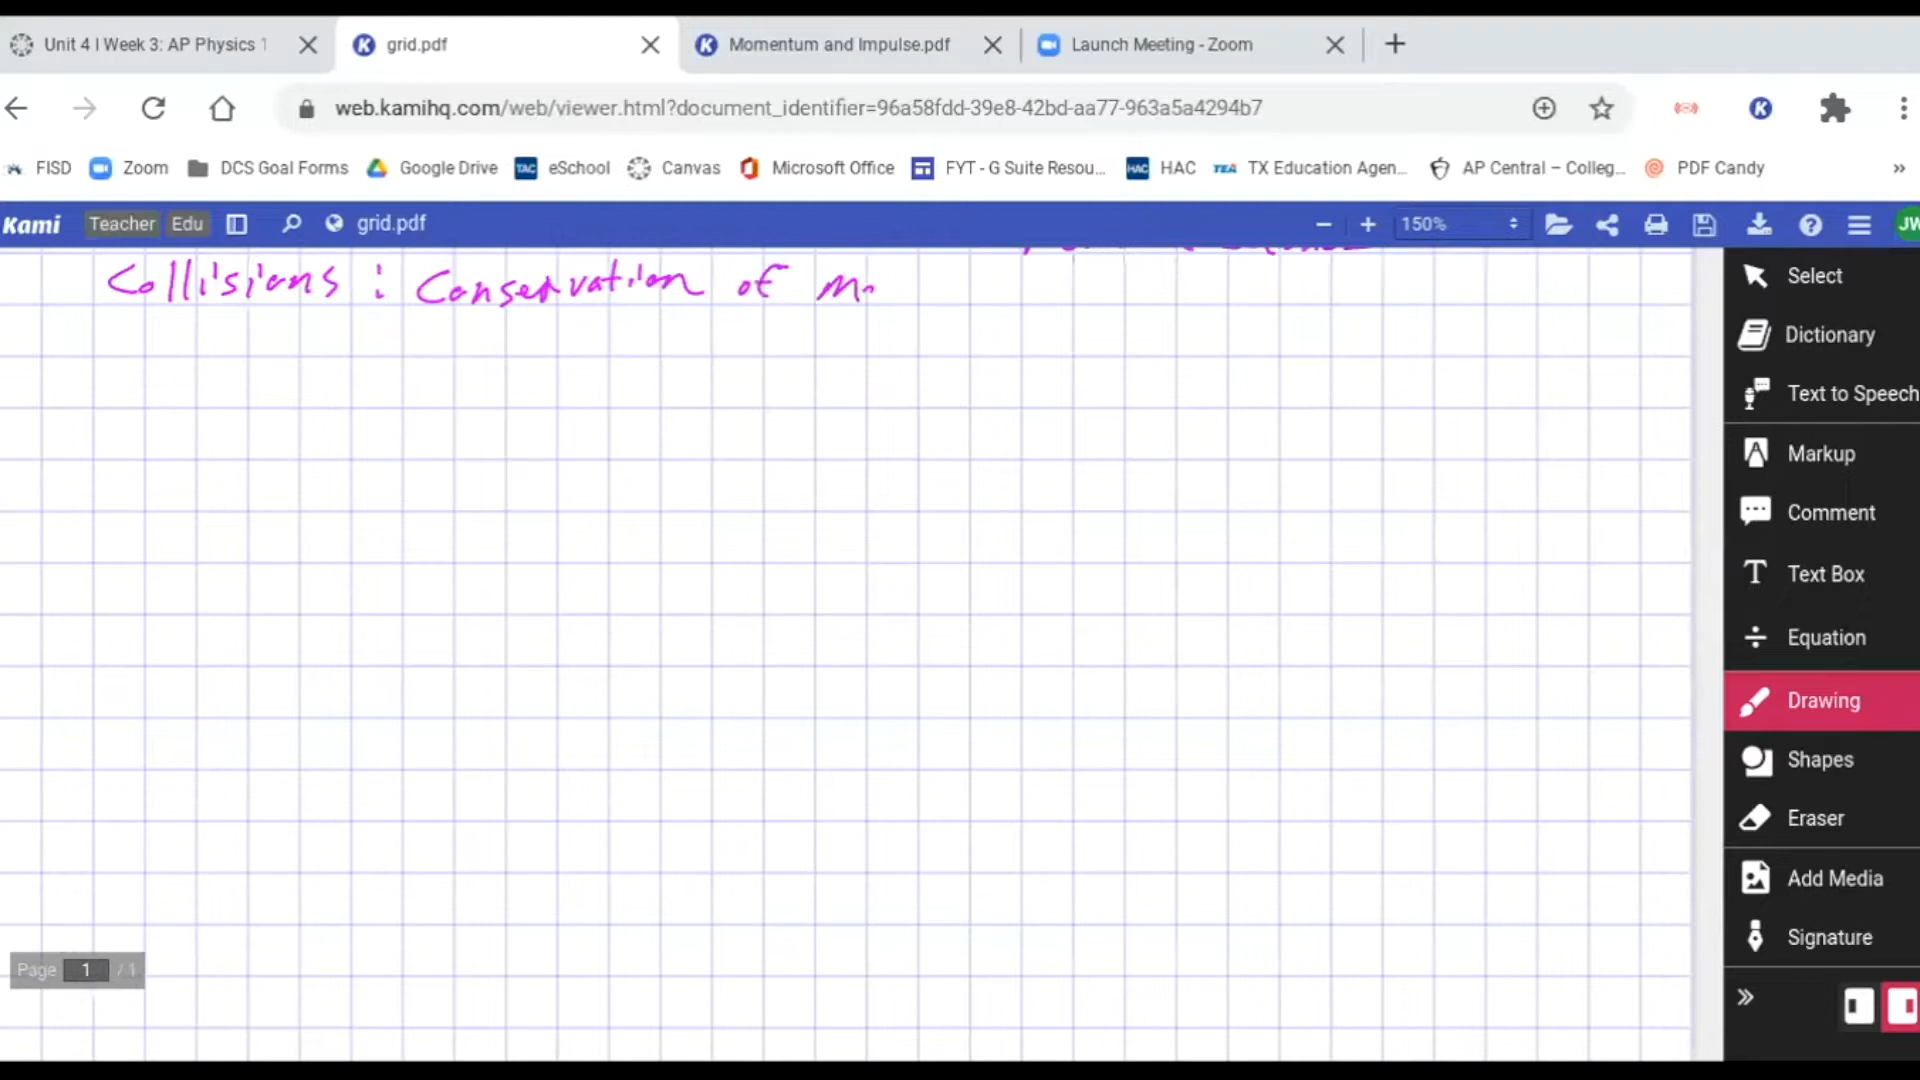 Unit 4 | Week 3: AP Physics 1
grid.pdf
Momentum and Impulse.pdf
Launch Meeting - Zoom
web.kamihq.com/web/viewer.html?document_identifier=96a58fdd-39e8-42bd-aa77-963a5a4294b7
FISD Zoom DCS Goal Forms Google Drive TAC eSchool Canvas Microsoft Office FYT - G Suite Resou... HAC HAC TEA TX Education Agen... AP Central – Colleg... PDF Candy »
Kami Teacher Edu grid.pdf 150% JW
Collisions : Conservation of Mo
Select
Dictionary
Text to Speech
Markup
Comment
Text Box
Equation
Drawing
Shapes
Eraser
Add Media
Signature
Page 1 / 1